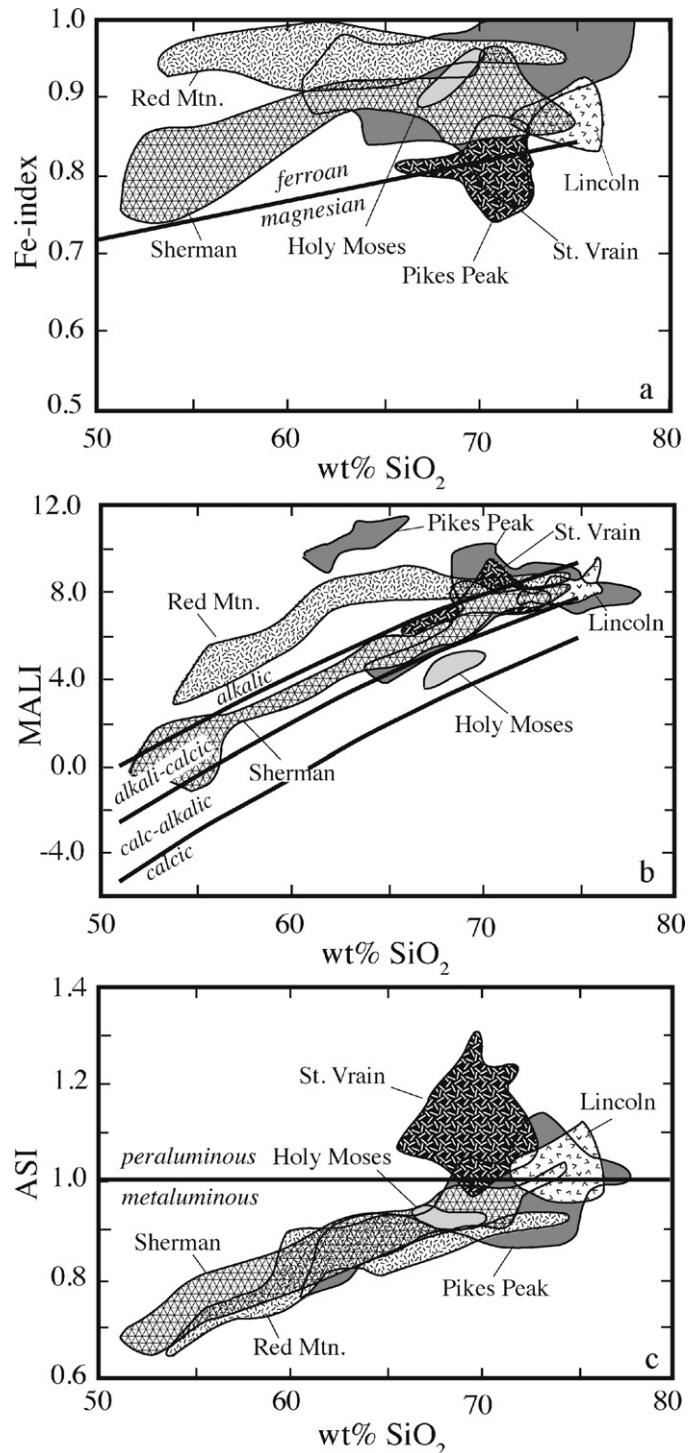 1.0
0.9
0.8
0.7
0.6
0.5
Fe-index
Red Mtn.
ferroan
magnesian
Lincoln
Sherman
Holy Moses
St. Vrain
Pikes Peak
a
50
60
70
80
wt% SiO2
12.0
8.0
4.0
0.0
-4.0
MALI
Pikes Peak
St. Vrain
Red Mtn.
alkalic
Lincoln
Holy Moses
Sherman
alkali-calcic
calc-alkalic
calcic
b
50
60
70
80
wt% SiO2
1.4
1.2
1.0
0.8
0.6
ASI
St. Vrain
Lincoln
peraluminous
Holy Moses
metaluminous
Sherman
Pikes Peak
Red Mtn.
c
50
60
70
80
wt% SiO2